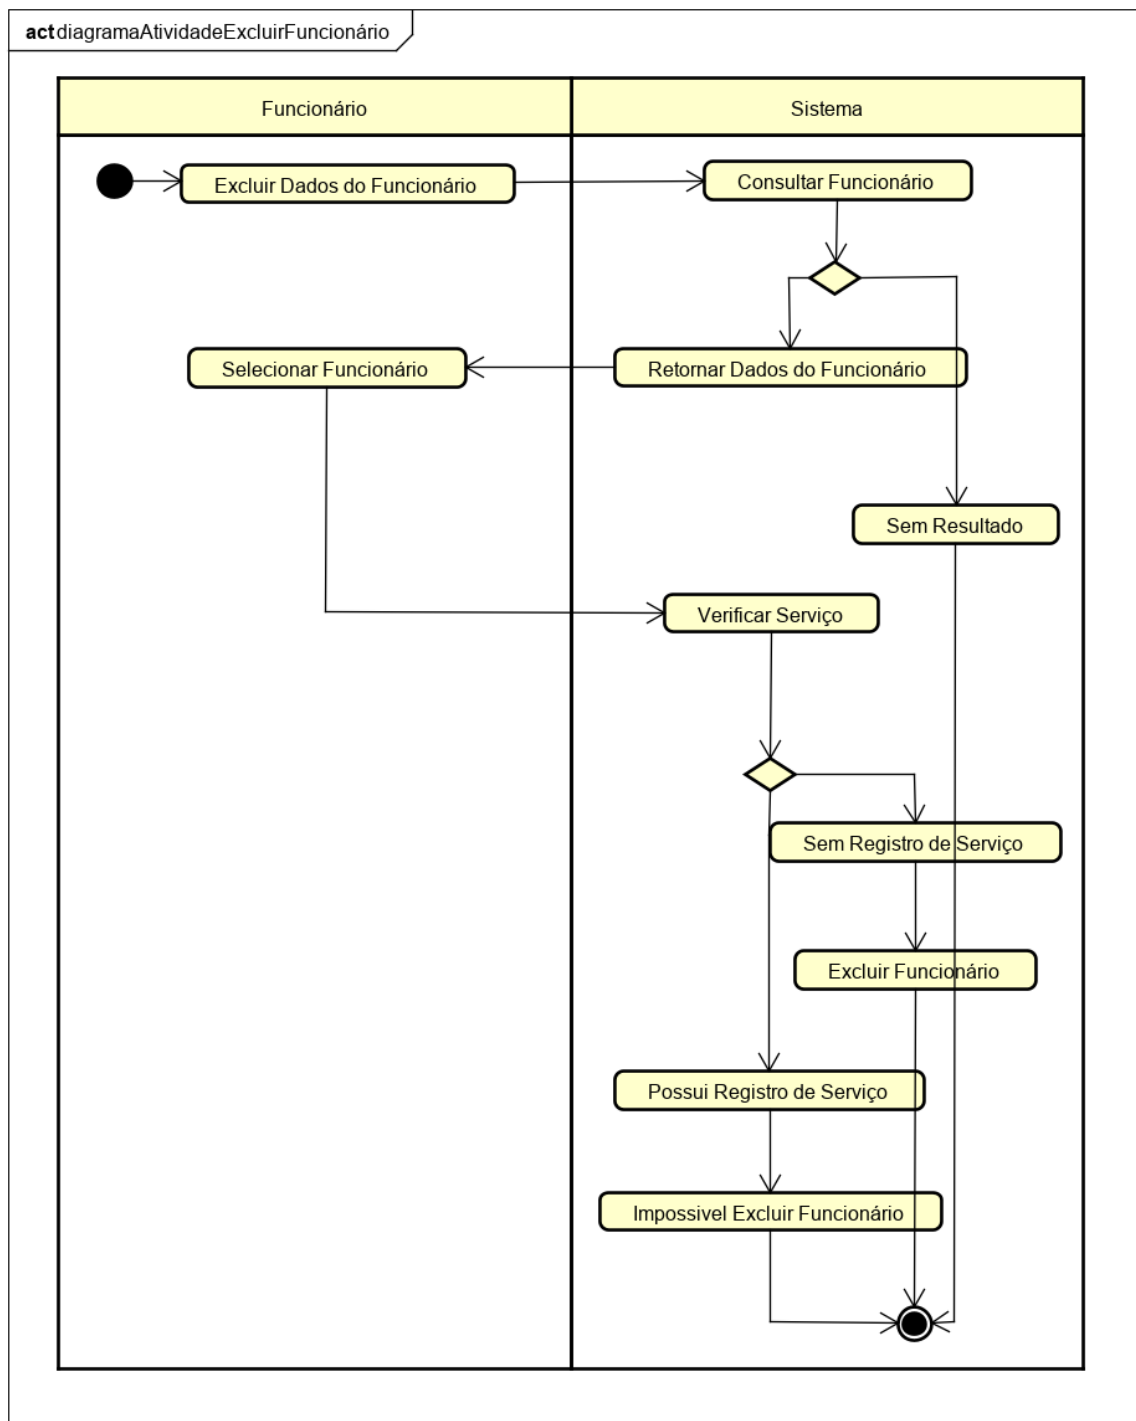 act diagramaAtividadeExcluirFuncionário
Funcionário
Sistema
Excluir Dados do Funcionário
Consultar Funcionário
Selecionar Funcionário
Retornar Dados do Funcionário
Sem Resultado
Verificar Serviço
Sem Registro de Serviço
Excluir Funcionário
Possui Registro de Serviço
Impossivel Excluir Funcionário